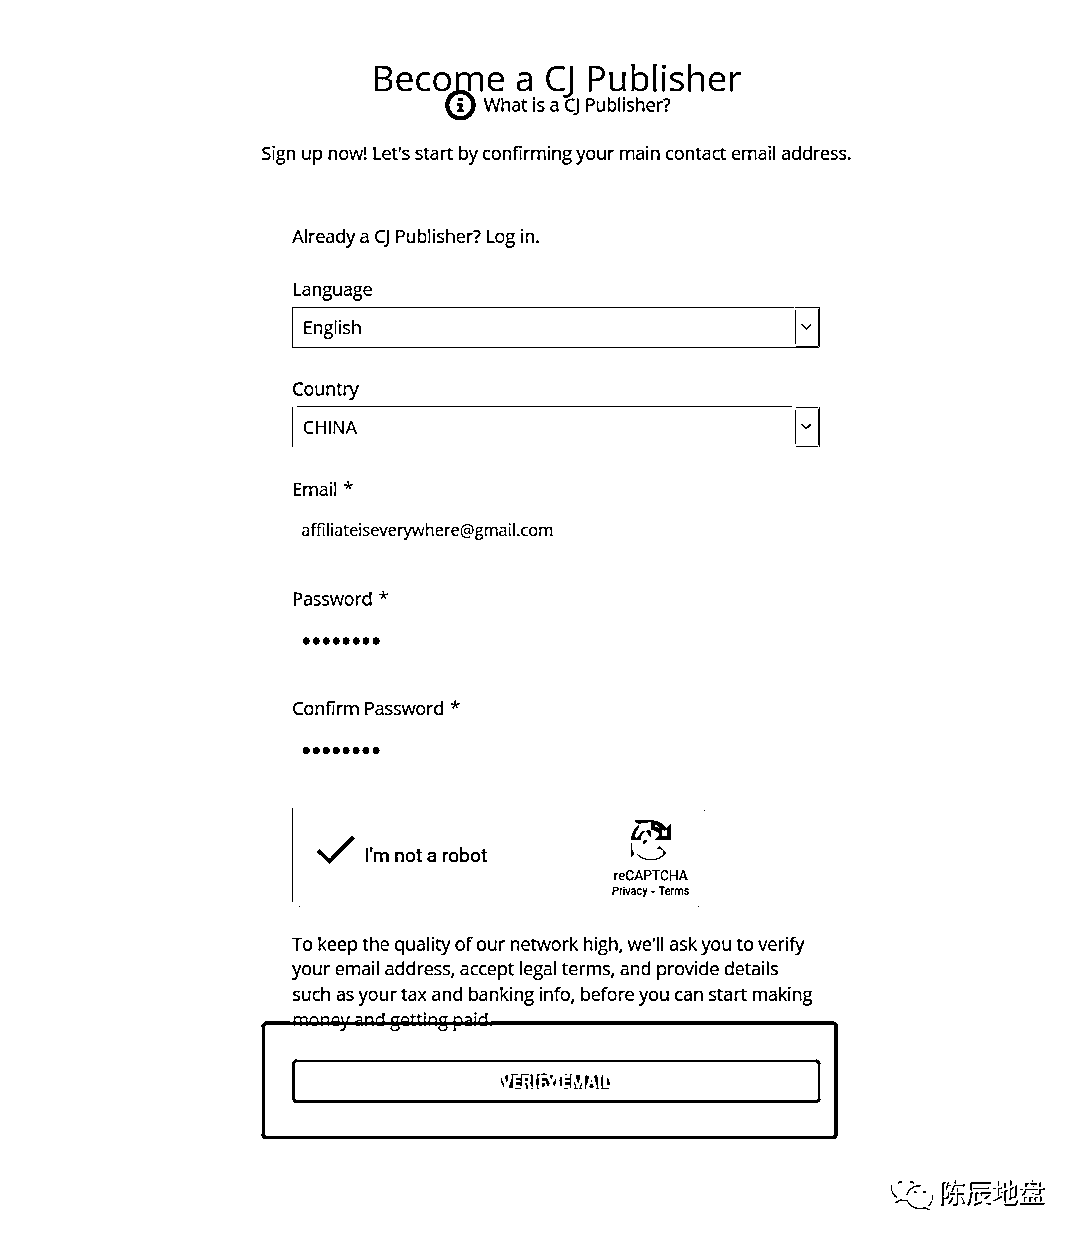 Become a CJ Publisher
What is a CJ Publisher?
Sign up now! Let's start by confirming your main contact email address.
Already a CJ Publisher? Log in.
Language
English
Country
CHINA
Email *
affiliateiseverywhere@gmail.com
Password *
••••••••
Confirm Password *
••••••••
I'm not a robot
reCAPTCHA
Privacy - Terms
To keep the quality of our network high, we'll ask you to verify
your email address, accept legal terms, and provide details
such as your tax and banking info, before you can start making
money and getting paid.
VERIFY EMAIL
陈辰地盘